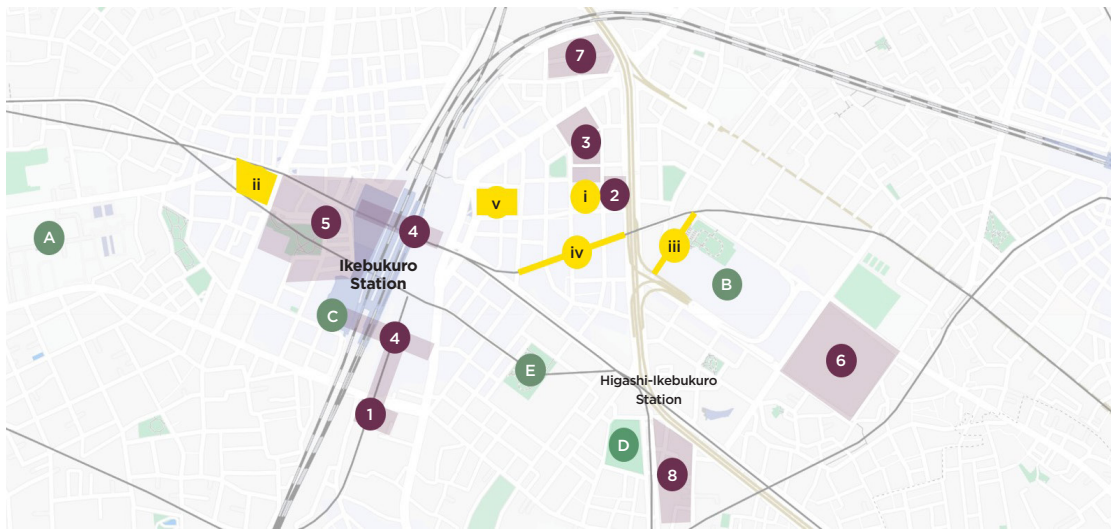 7
3
ii
v
i
2
A
5
4
iv
iii
Ikebukuro
Station
B
C
4
6
E
Higashi-Ikebukuro
Station
1
D
8